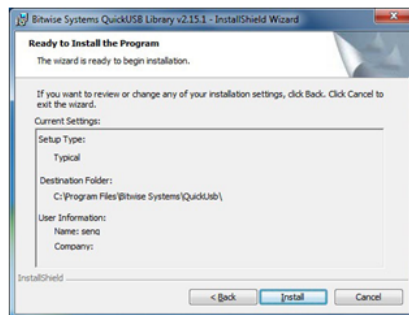 Bitwise Systems QuickUSB Library v2.15.1 - InstallShield Wizard
Ready to Install the Program
The wizard is ready to begin installation.
If you want to review or change any of your installation settings, click Back. Click Cancel to
exit the wizard.
Current Settings:
Setup Type:
Typical
Destination Folder:
C:\Program Files\Bitwise Systems\QuickUsb\
User Information:
Name: senq
Company:
InstallShield
< Back
Install
Cancel